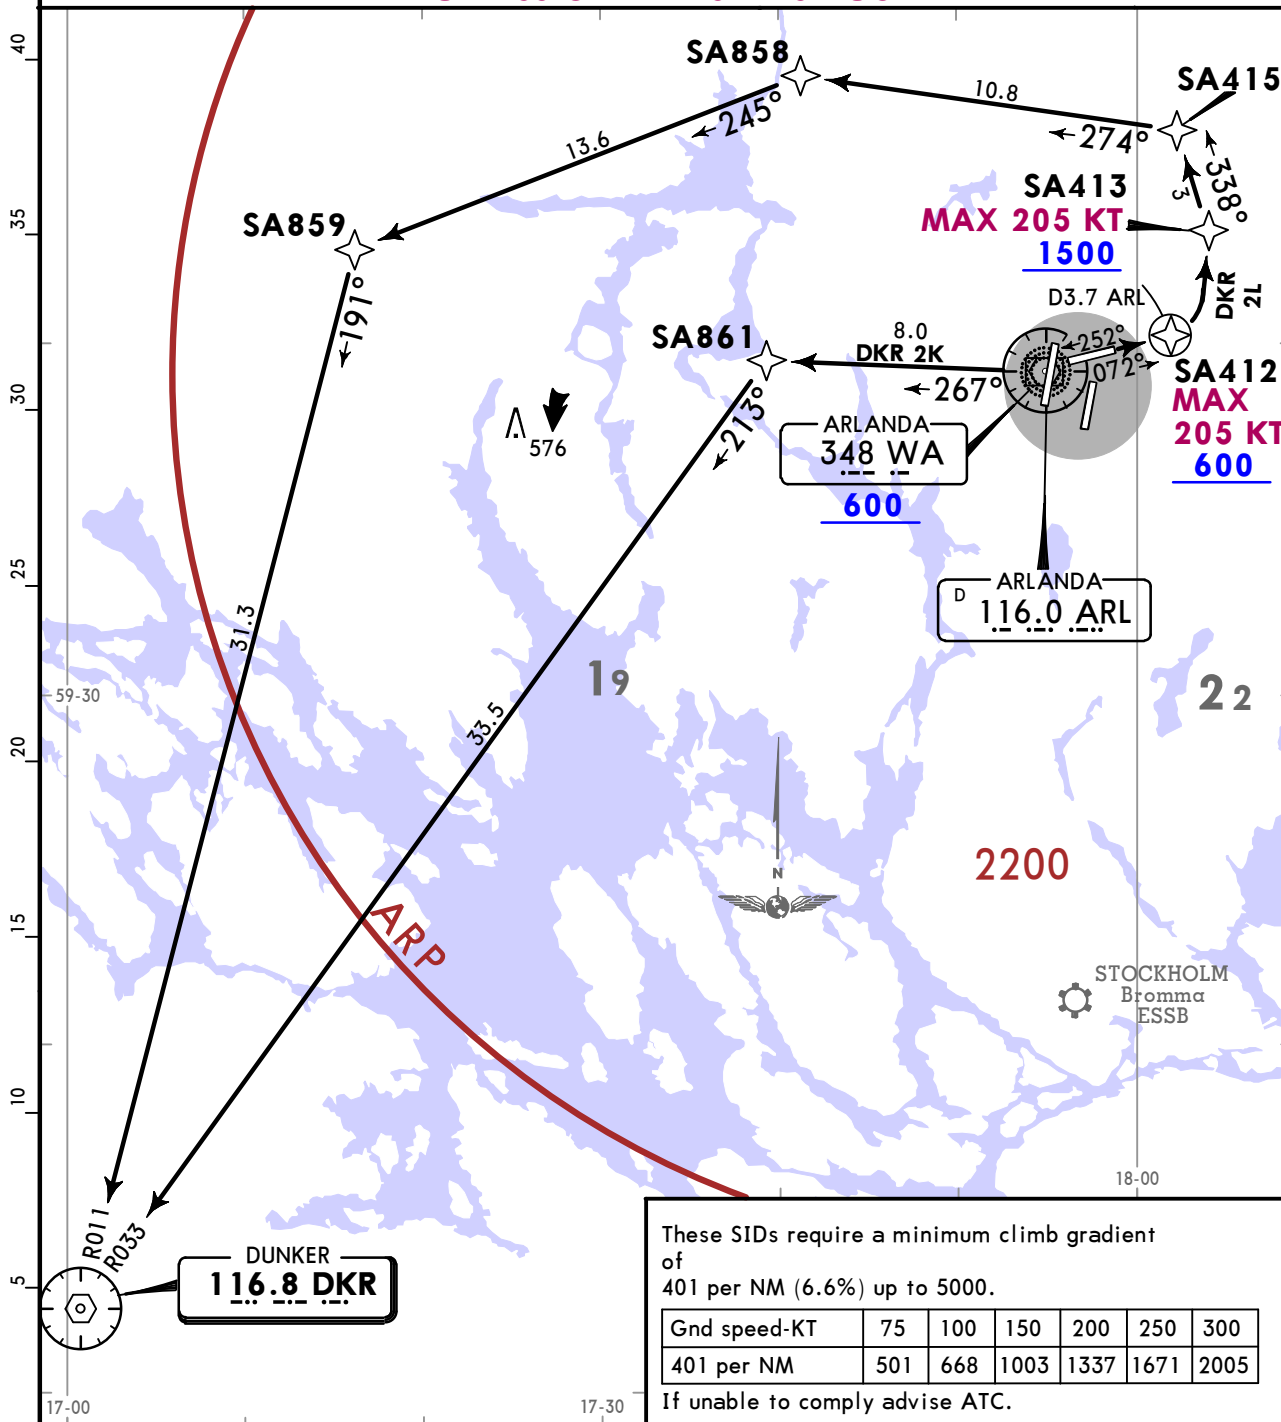 40
SA858
SA415
10.8
←245°
←274°
13.6
←338°
3
SA413
35
SA859
MAX 205 KT
1500
DKR
2L
←191°
D3.7 ARL
SA861
8.0
DKR 2K
←252°
072°→
SA412
MAX
205 KT
600
←267°
30
←213°
ARLANDA
348 WA
576
600
25
ARLANDA
D 116.0 ARL
31.3
19
22
59-30
33.5
20
N
2200
15
ARP
STOCKHOLM
Bromma
ESSB
10
18-00
R011
R033
These SIDs require a minimum climb gradient
of
401 per NM (6.6%) up to 5000.
DUNKER
116.8 DKR
5
Gnd speed-KT 75 100 150 200 250 300
401 per NM 501 668 1003 1337 1671 2005
If unable to comply advise ATC.
17-00
17-30